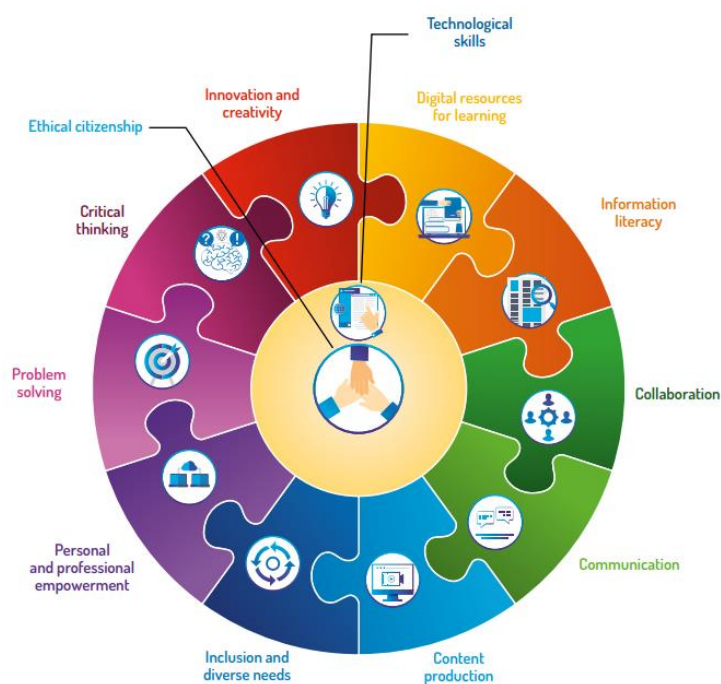 Technological
skills
Innovation and
creativity
Digital resources
for learning
Ethical citizenship
Critical
thinking
Information
literacy
Problem
solving
Collaboration
Personal
and professional
empowerment
Communication
Inclusion and
diverse needs
Content
production